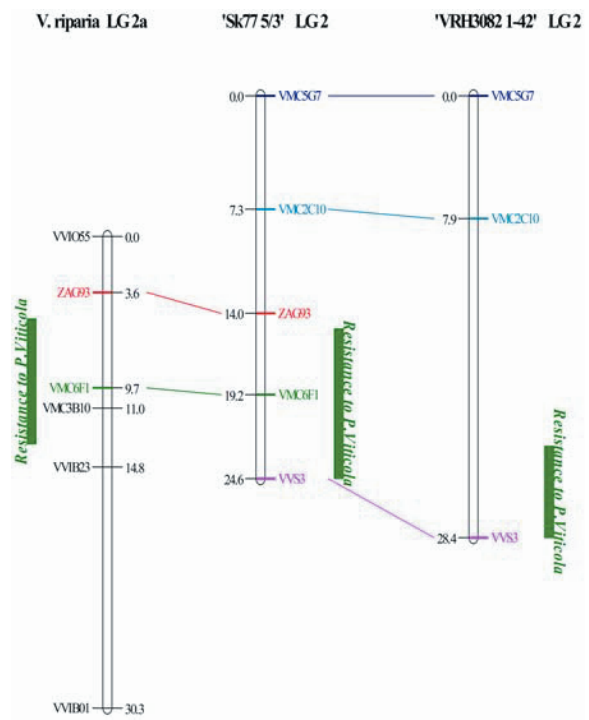 V. riparia LG 2a
'Sk77 5/3' LG 2
'VRH3082 1-42' LG 2
VVIO55 0.0
ZAG93 3.6
VMC6F1 9.7
VMC3B10 11.0
VVIB23 14.8
VVIB01 30.3
Resistance to P.Viticola
0.0 VMC5G7
7.3 VMC2C10
14.0 ZAG93
19.2 VMC6F1
24.6 VVS3
Resistance to P.Viticola
0.0 VMC5G7
7.9 VMC2C10
28.4 VVS3
Resistance to P.Viticola